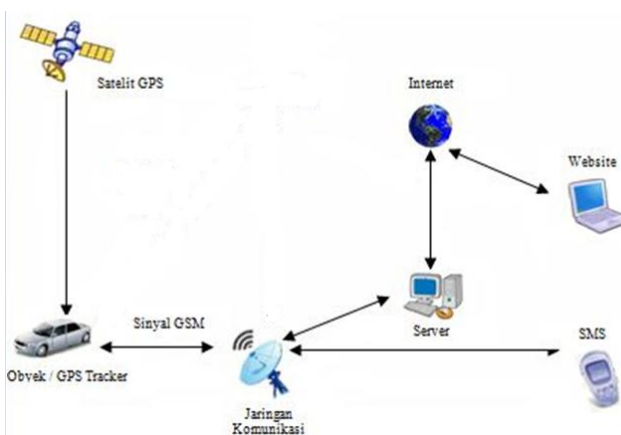 Satelit GPS
Internet
Website
Sinyal GSM
Server
SMS
Obyek / GPS Tracker
Jaringan
Komunikasi